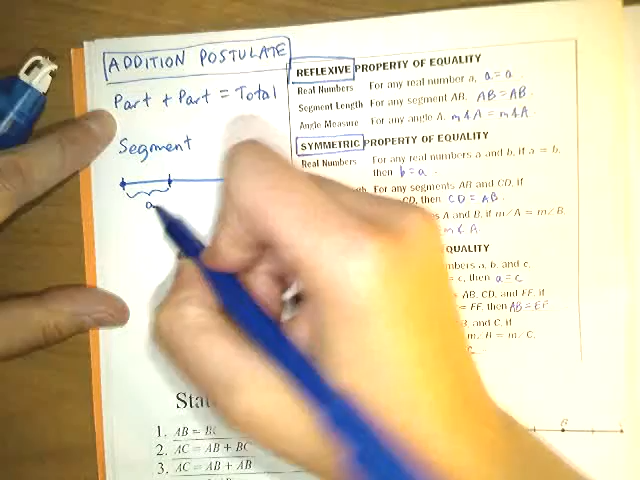 ADDITION POSTULATE
Part + Part = Total
Segment
a
REFLEXIVE PROPERTY OF EQUALITY
Real Numbers For any real number a, a = a.
Segment Length For any segment AB, AB = AB.
Angle Measure For any angle A, m∡A = m∡A.
SYMMETRIC PROPERTY OF EQUALITY
Real Numbers For any real numbers a and b, if a = b,
then b = a.
For any segments AB and CD, if
CD, then CD = AB.
A and B, if m∠A = m∠B,
m∡A.
QUALITY
a, b, and c,
c, then a = c
AB, CD, and EF, if
= EF, then AB = EF
and C, if
m∠B = m∠C,
Stat
1. AB = BC
2. AC = AB + BC
3. AC = AB + AB
B